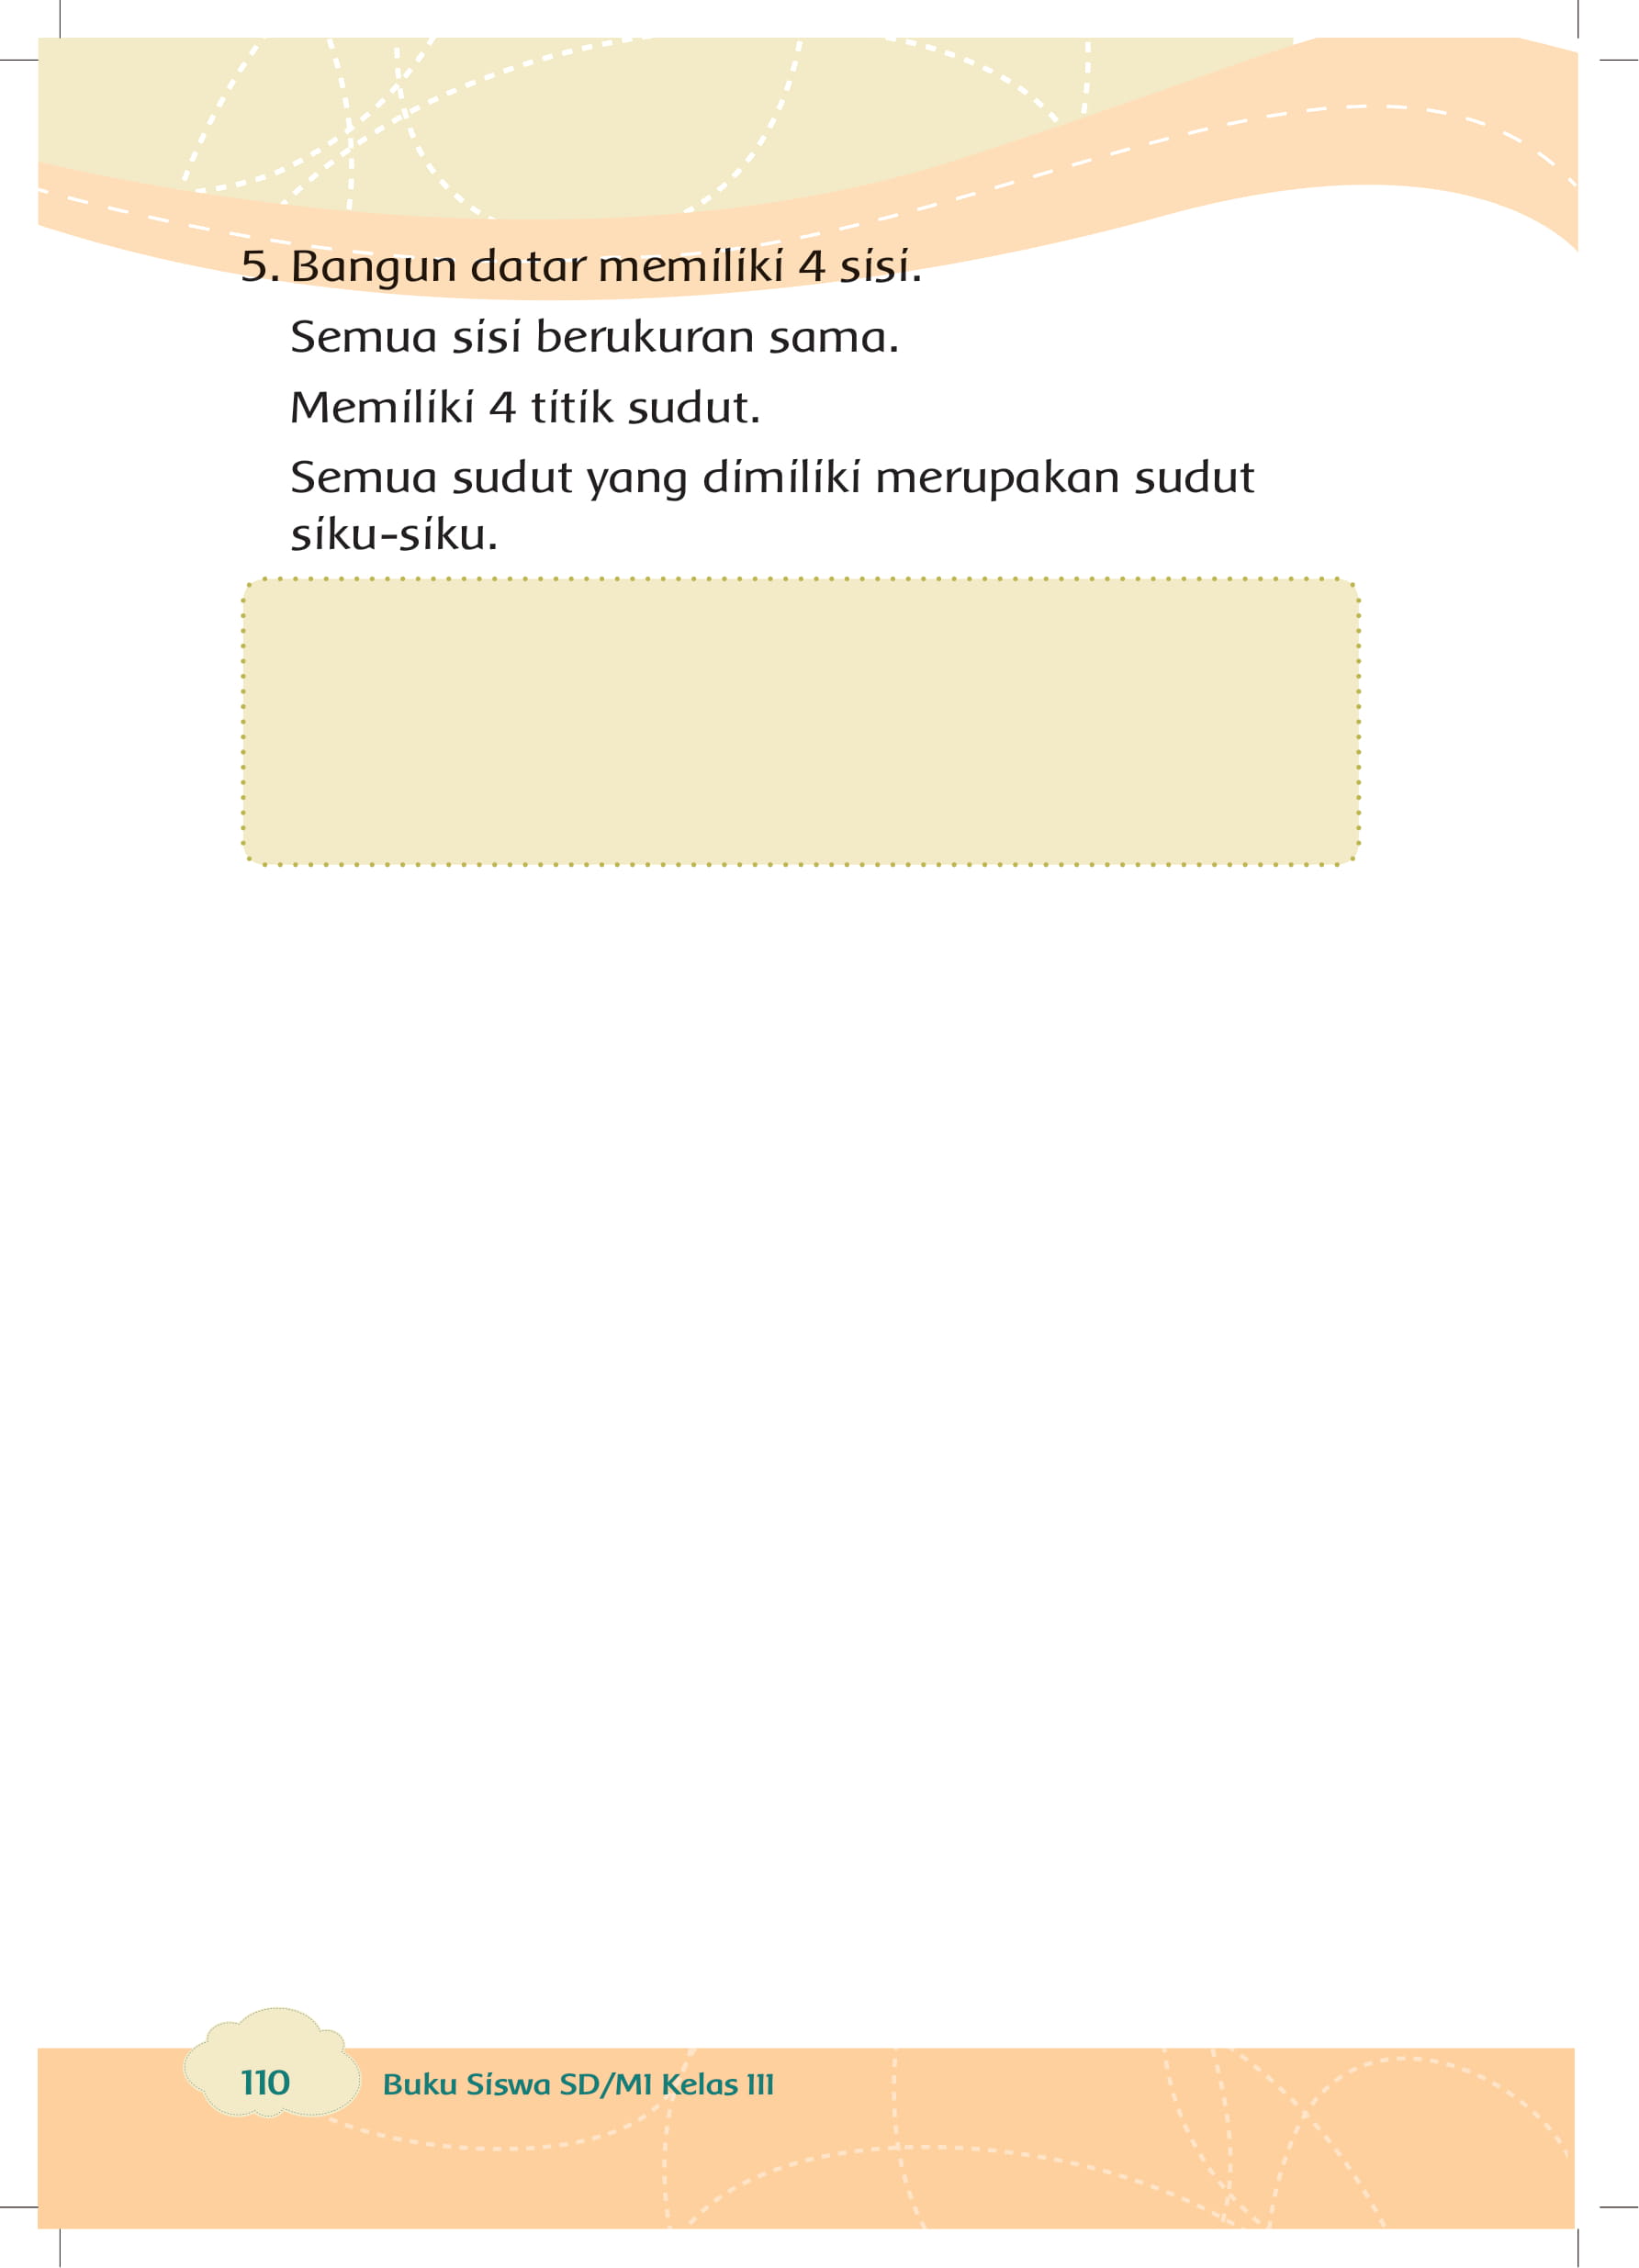 5. Bangun datar memiliki 4 sisi.
Semua sisi berukuran sama.
Memiliki 4 titik sudut.
Semua sudut yang dimiliki merupakan sudut
siku-siku.
110
Buku Siswa SD/MI Kelas III